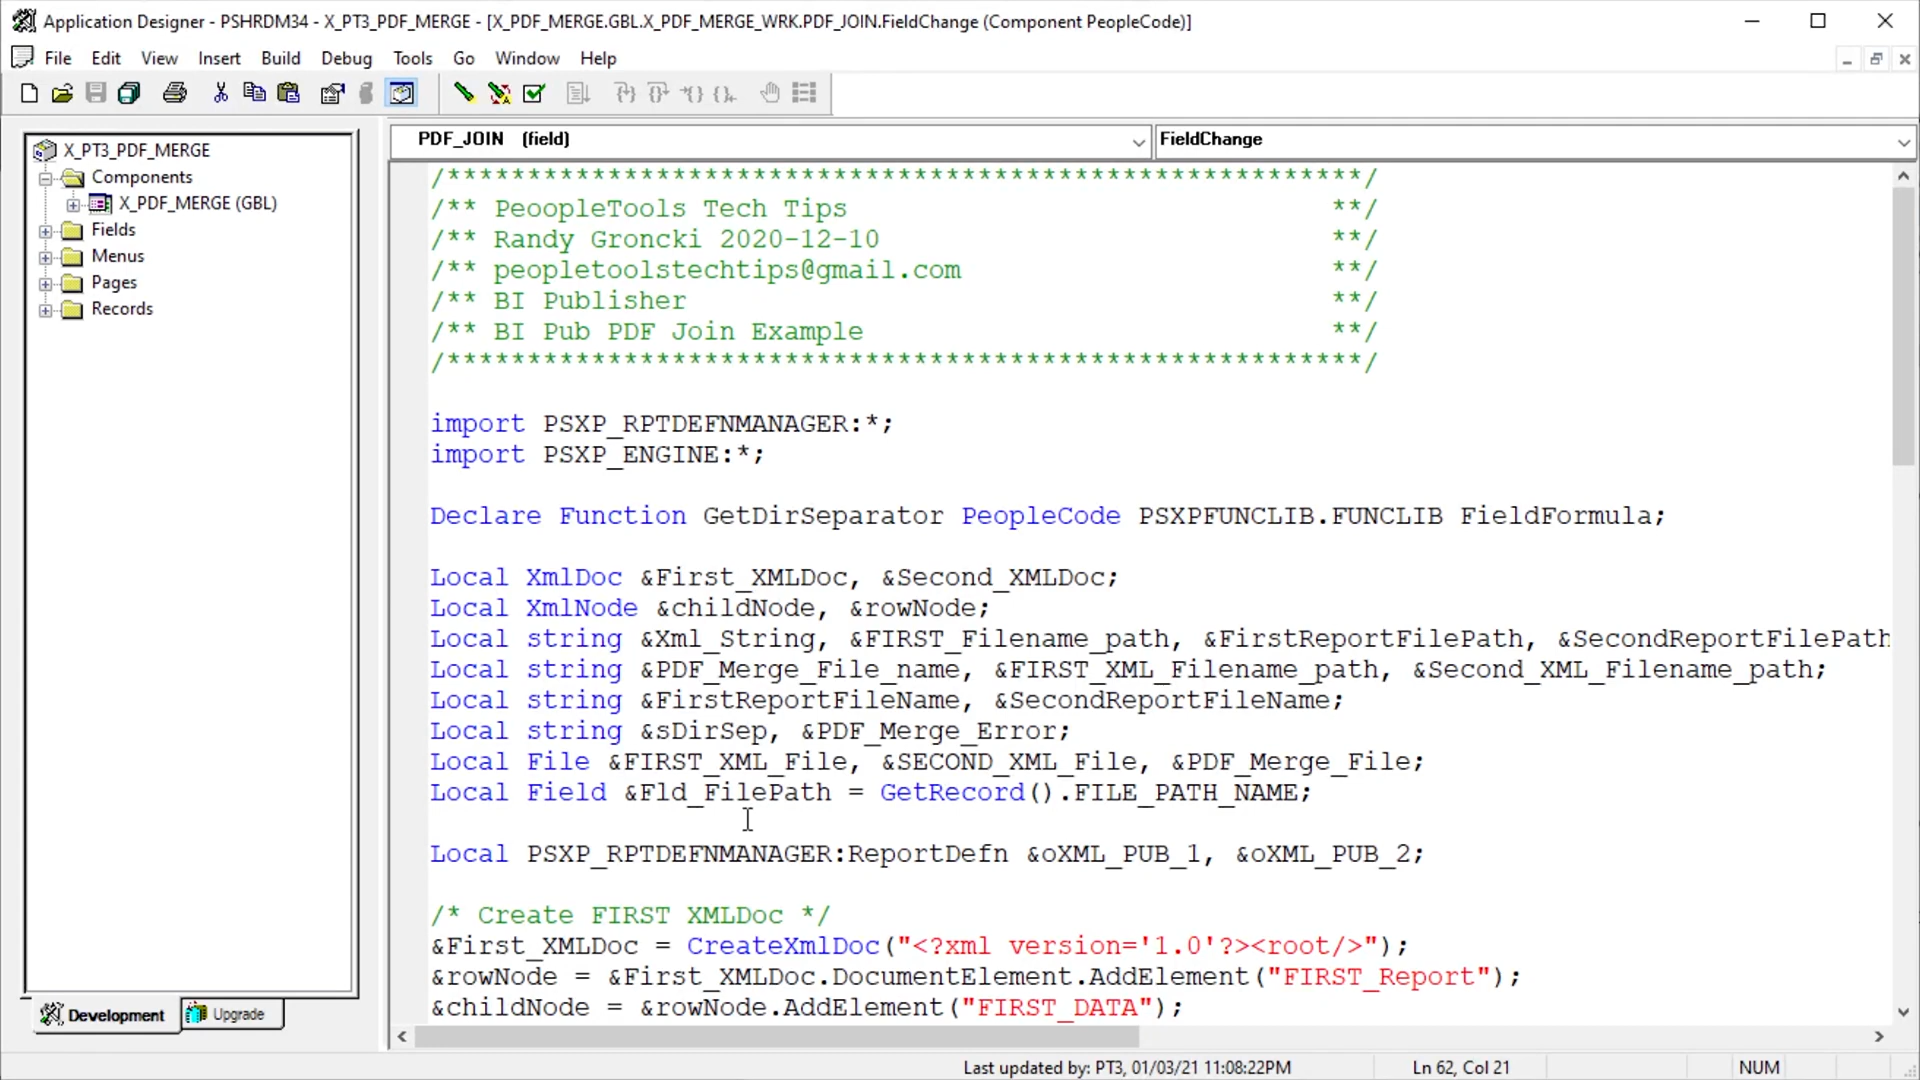 Application Designer - PSHRDM34 - X_PT3_PDF_MERGE - [X_PDF_MERGE.GBL.X_PDF_MERGE_WRK.PDF_JOIN.FieldChange (Component PeopleCode)]
File Edit View Insert Build Debug Tools Go Window Help
X_PT3_PDF_MERGE
Components
X_PDF_MERGE (GBL)
Fields
Menus
Pages
Records
Development
Upgrade
PDF_JOIN (field)
FieldChange
/*********************************************************/
/** PeoopleTools Tech Tips **/
/** Randy Groncki 2020-12-10 **/
/** peopletoolstechtips@gmail.com **/
/** BI Publisher **/
/** BI Pub PDF Join Example **/
/*********************************************************/
import PSXP_RPTDEFNMANAGER:*;
import PSXP_ENGINE:*;
Declare Function GetDirSeparator PeopleCode PSXPFUNCLIB.FUNCLIB FieldFormula;
Local XmlDoc &First_XMLDoc, &Second_XMLDoc;
Local XmlNode &childNode, &rowNode;
Local string &Xml_String, &FIRST_Filename_path, &FirstReportFilePath, &SecondReportFilePath
Local string &PDF_Merge_File_name, &FIRST_XML_Filename_path, &Second_XML_Filename_path;
Local string &FirstReportFileName, &SecondReportFileName;
Local string &sDirSep, &PDF_Merge_Error;
Local File &FIRST_XML_File, &SECOND_XML_File, &PDF_Merge_File;
Local Field &Fld_FilePath = GetRecord().FILE_PATH_NAME;
Local PSXP_RPTDEFNMANAGER:ReportDefn &oXML_PUB_1, &oXML_PUB_2;
/* Create FIRST XMLDoc */
&First_XMLDoc = CreateXmlDoc("<?xml version='1.0'?><root/>");
&rowNode = &First_XMLDoc.DocumentElement.AddElement("FIRST_Report");
&childNode = &rowNode.AddElement("FIRST_DATA");
Last updated by: PT3, 01/03/21 11:08:22PM
Ln 62, Col 21
NUM